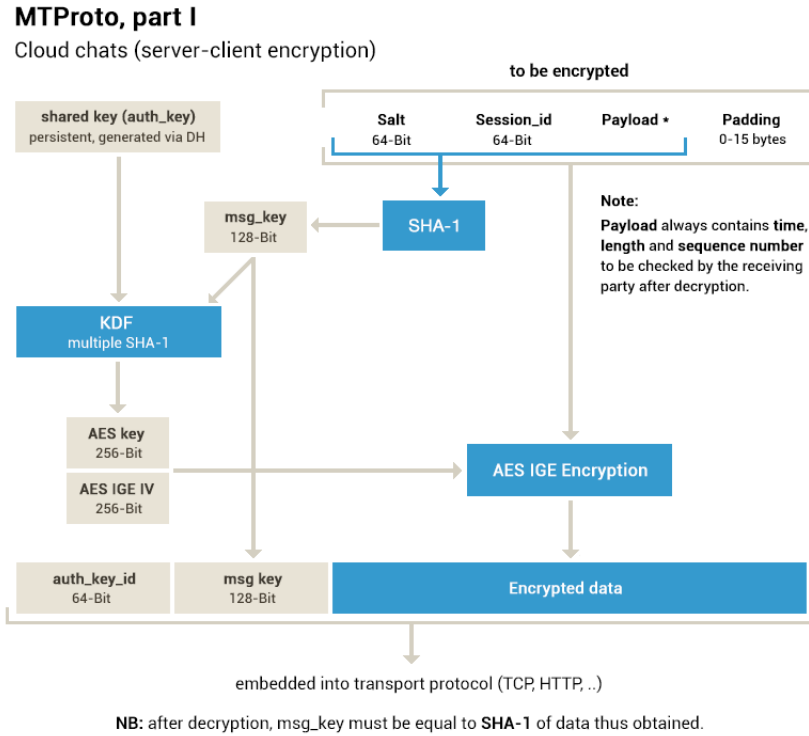 MTProto, part I
Cloud chats (server-client encryption)
to be encrypted
shared key (auth_key)
persistent, generated via DH
Salt
64-Bit
Session_id
64-Bit
Payload *
Padding
0-15 bytes
msg_key
128-Bit
SHA-1
Note:
Payload always contains time,
length and sequence number
to be checked by the receiving
party after decryption.
KDF
multiple SHA-1
AES key
256-Bit
AES IGE IV
256-Bit
AES IGE Encryption
auth_key_id
64-Bit
msg key
128-Bit
Encrypted data
embedded into transport protocol (TCP, HTTP, ..)
NB: after decryption, msg_key must be equal to SHA-1 of data thus obtained.